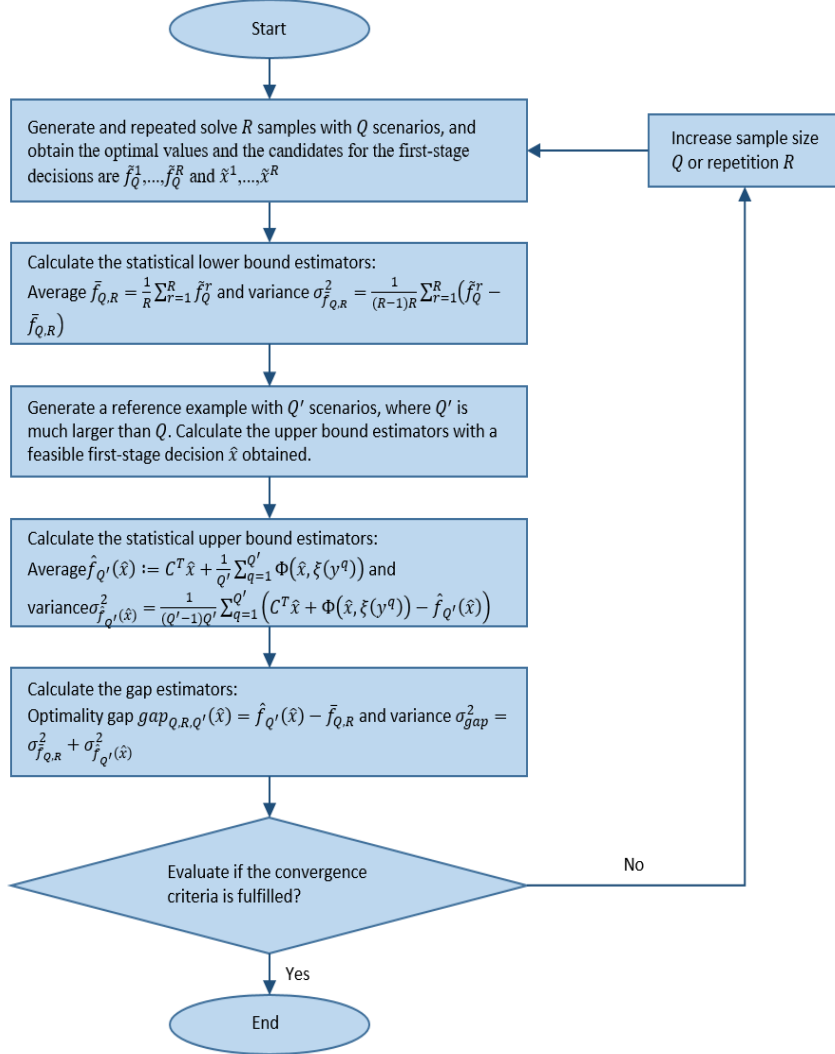 Start
Generate and repeated solve R samples with Q scenarios, and
obtain the optimal values and the candidates for the first-stage
decisions are f̃_Q^1,...,f̃_Q^R and x̃^1,...,x̃^R
Increase sample size
Q or repetition R
Calculate the statistical lower bound estimators:
Average f̄_{Q,R} = 1/R ∑_{r=1}^R f̃_Q^r and variance σ²_{f̄_{Q,R}} = 1/((R−1)R) ∑_{r=1}^R (f̃_Q^r −
f̄_{Q,R})
Generate a reference example with Q′ scenarios, where Q′ is
much larger than Q. Calculate the upper bound estimators with a
feasible first-stage decision x̂ obtained.
Calculate the statistical upper bound estimators:
Average f̂_{Q′}(x̂) := C^T x̂ + 1/Q′ ∑_{q=1}^{Q′} Φ(x̂, ξ(y^q)) and
variance σ²_{f̂_{Q′}(x̂)} = 1/((Q′−1)Q′) ∑_{q=1}^{Q′} (C^T x̂ + Φ(x̂, ξ(y^q)) − f̂_{Q′}(x̂))
Calculate the gap estimators:
Optimality gap gap_{Q,R,Q′}(x̂) = f̂_{Q′}(x̂) − f̄_{Q,R} and variance σ²_{gap} =
σ²_{f̄_{Q,R}} + σ²_{f̂_{Q′}(x̂)}
Evaluate if the convergence
criteria is fulfilled?
No
Yes
End